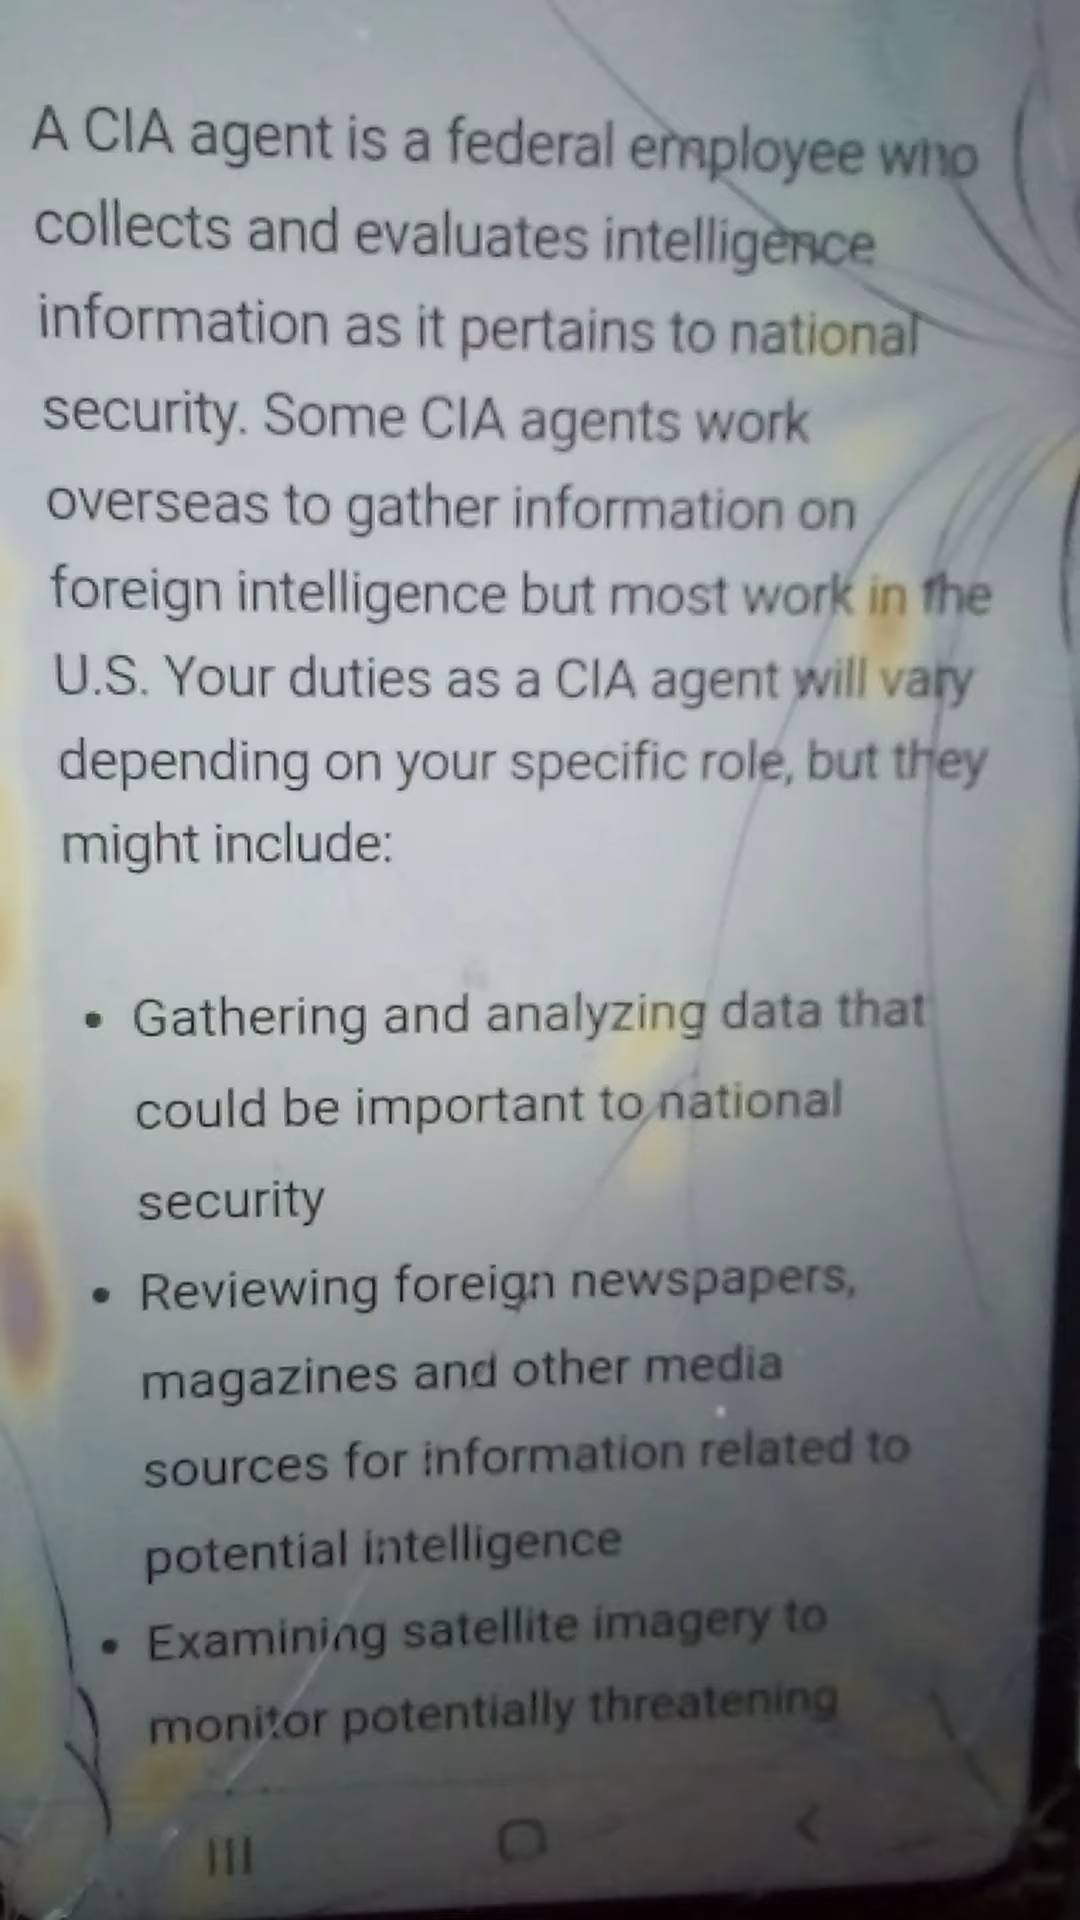 A CIA agent is a federal employee who
collects and evaluates intelligence
information as it pertains to national
security. Some CIA agents work
overseas to gather information on
foreign intelligence but most work in the
U.S. Your duties as a CIA agent will vary
depending on your specific role, but they
might include:
• Gathering and analyzing data that
could be important to national
security
• Reviewing foreign newspapers,
magazines and other media
sources for information related to
potential intelligence
• Examining satellite imagery to
monitor potentially threatening